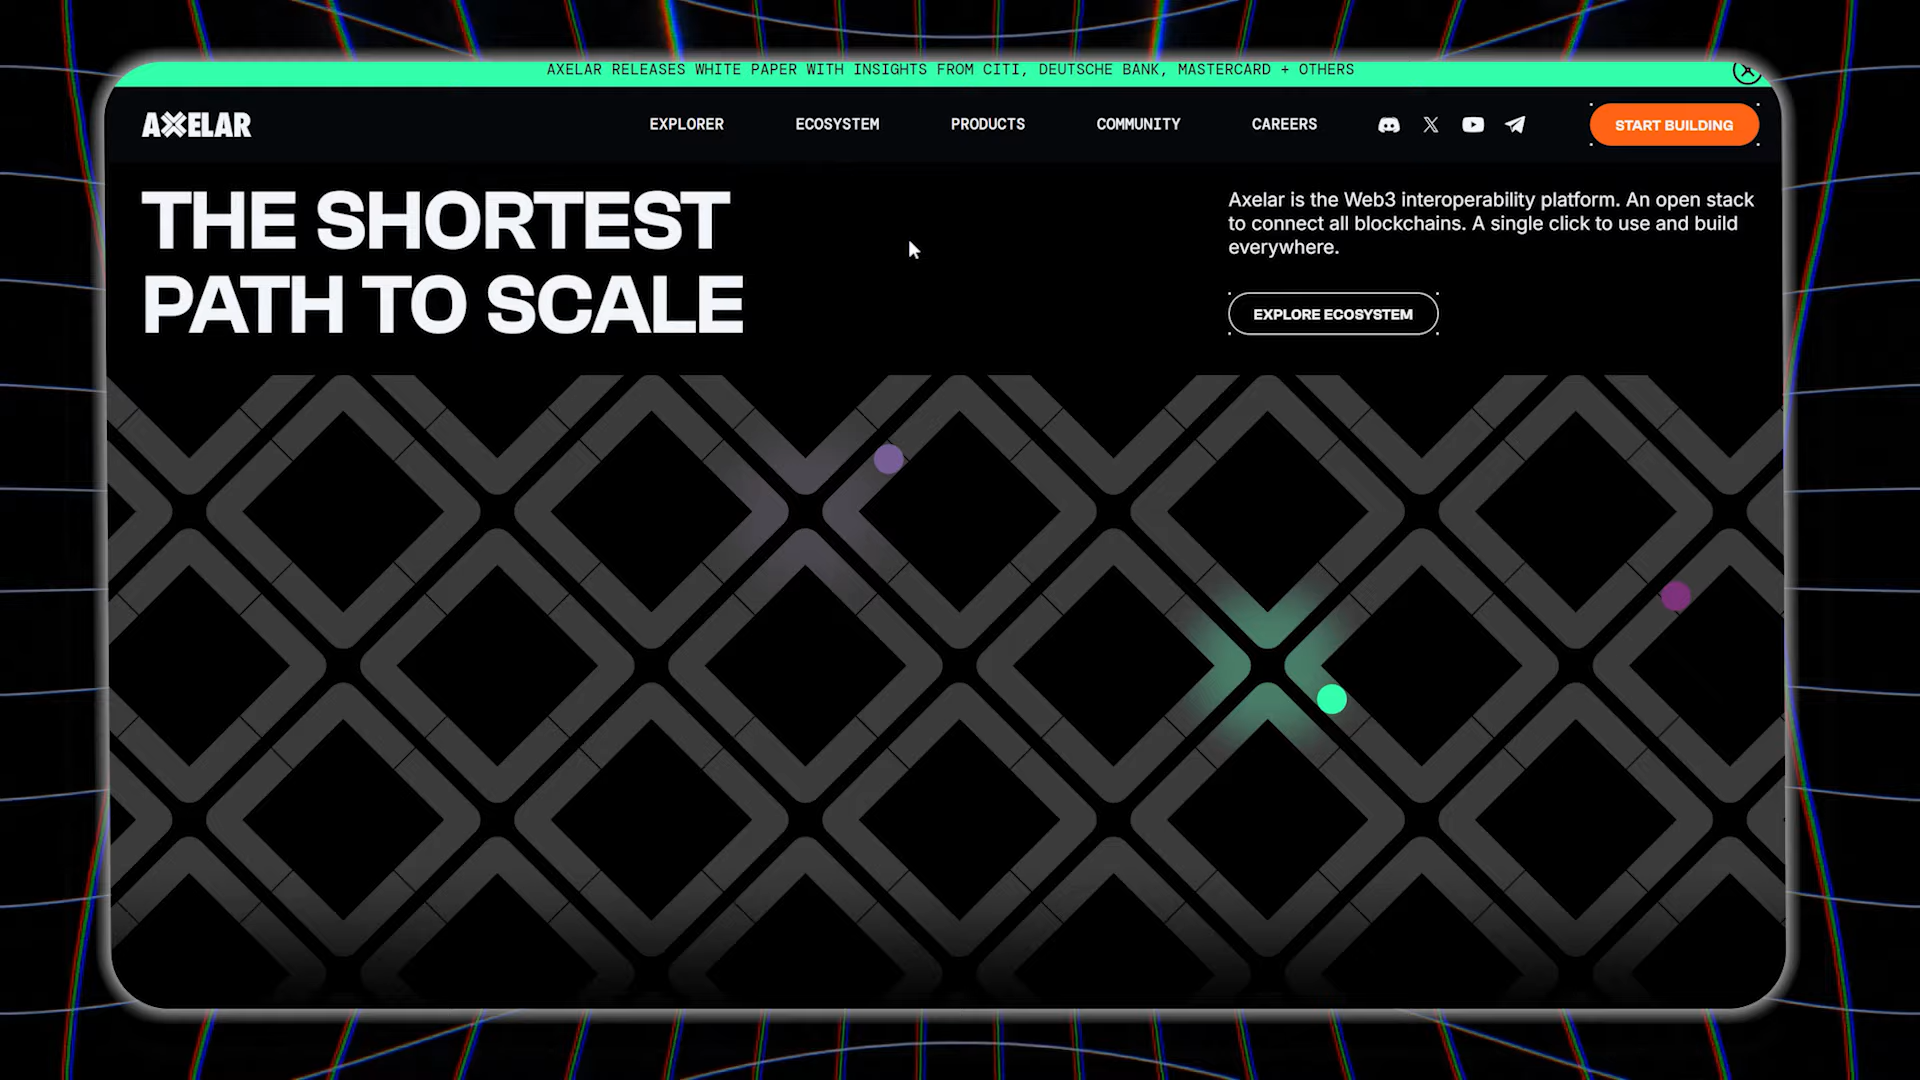 AXELAR RELEASES WHITE PAPER WITH INSIGHTS FROM CITI, DEUTSCHE BANK, MASTERCARD + OTHERS
AXELAR
EXPLORER
ECOSYSTEM
PRODUCTS
COMMUNITY
CAREERS
START BUILDING
THE SHORTEST
PATH TO SCALE
Axelar is the Web3 interoperability platform. An open stack
to connect all blockchains. A single click to use and build
everywhere.
EXPLORE ECOSYSTEM